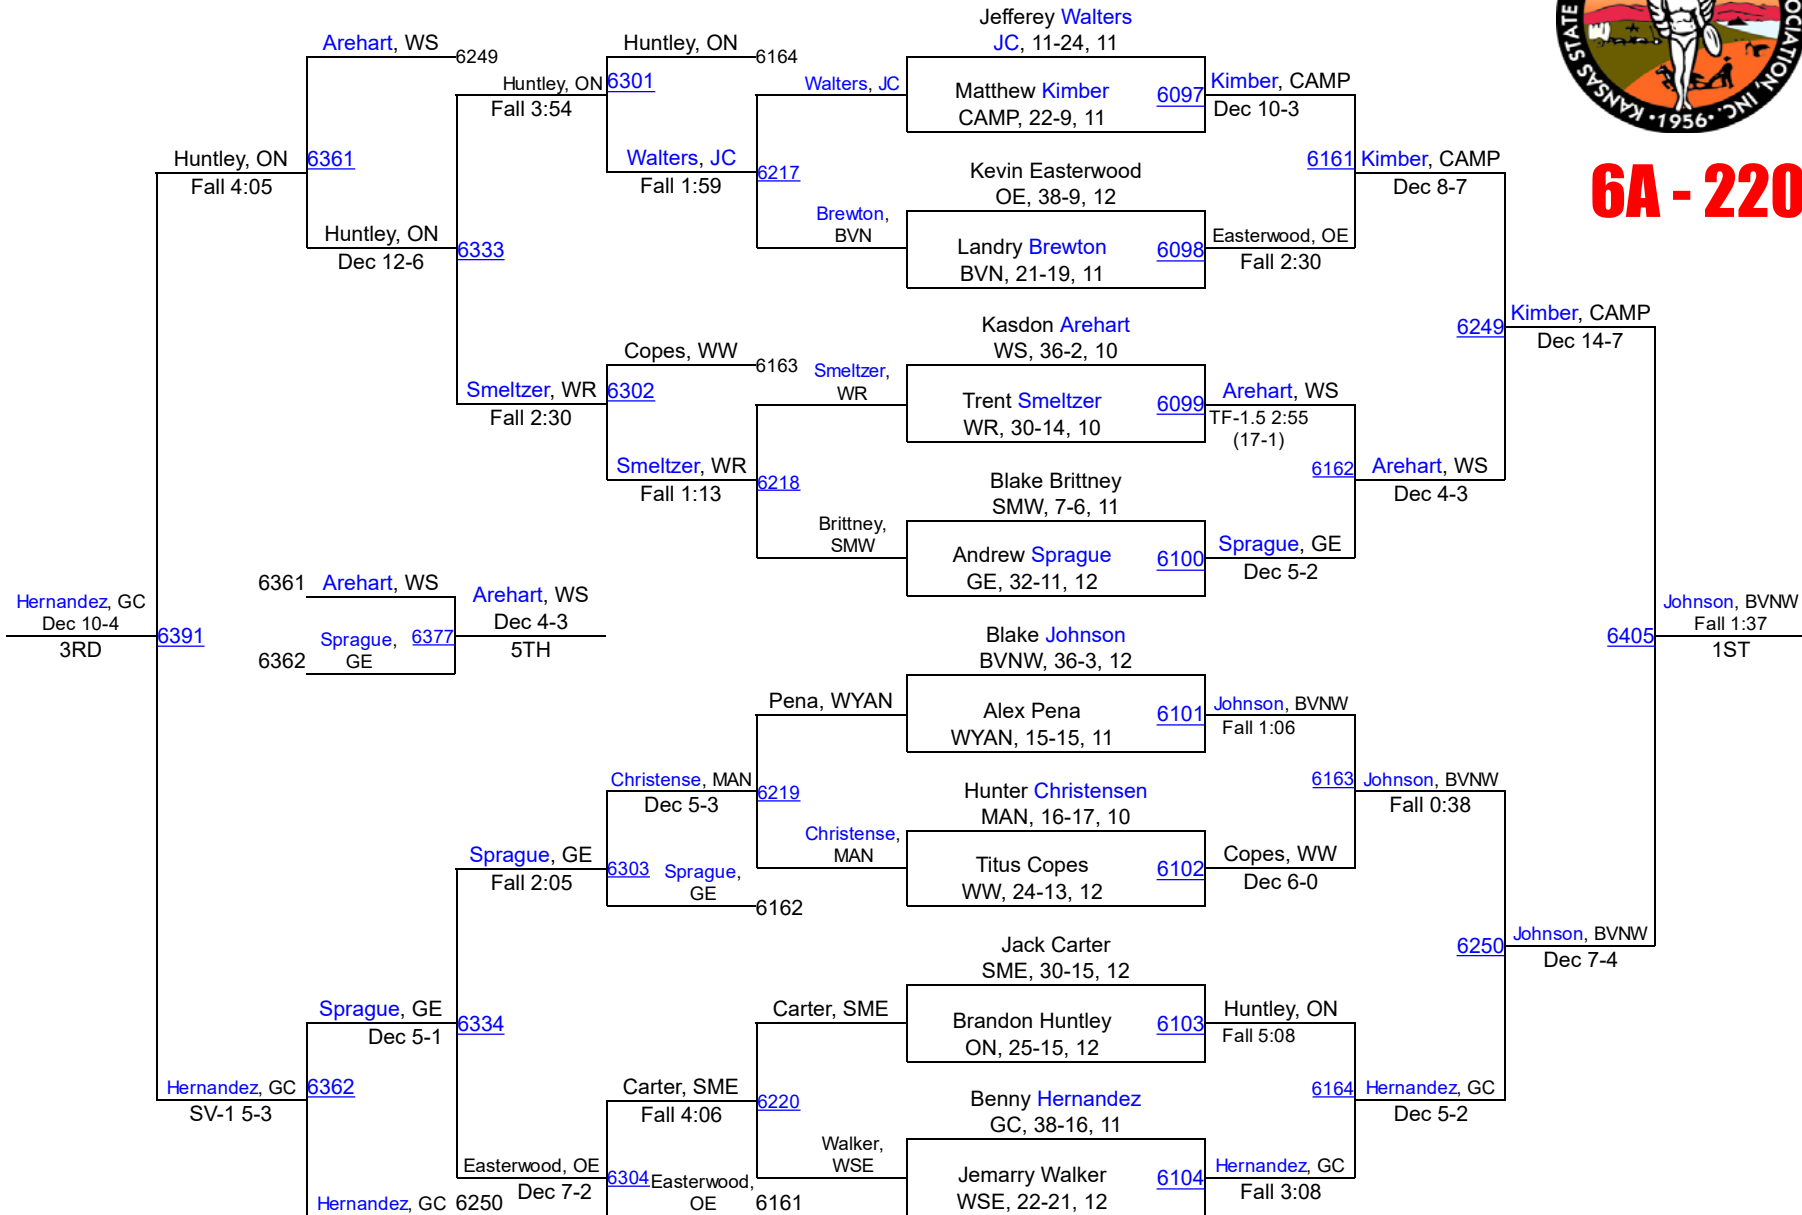 Jefferey Walters
JC, 11-24, 11
Matthew Kimber
CAMP, 22-9, 11
6097
Kevin Easterwood
OE, 38-9, 12
Landry Brewton
BVN, 21-19, 11
6098
Kasdon Arehart
WS, 36-2, 10
Trent Smeltzer
WR, 30-14, 10
6099
Blake Brittney
SMW, 7-6, 11
Andrew Sprague
GE, 32-11, 12
6100
Blake Johnson
BVNW, 36-3, 12
Alex Pena
WYAN, 15-15, 11
6101
Hunter Christensen
MAN, 16-17, 10
Titus Copes
WW, 24-13, 12
6102
Jack Carter
SME, 30-15, 12
Brandon Huntley
ON, 25-15, 12
6103
Benny Hernandez
GC, 38-16, 11
Jemarry Walker
WSE, 22-21, 12
6104
Kimber, CAMP
Dec 10-3
6161
Easterwood, OE
Fall 2:30
Arehart, WS
TF-1.5 2:55
(17-1)
6162
Sprague, GE
Dec 5-2
Johnson, BVNW
Fall 1:06
6163
Copes, WW
Dec 6-0
Huntley, ON
Fall 5:08
6164
Hernandez, GC
Fall 3:08
Kimber, CAMP
Dec 8-7
6249
Arehart, WS
Dec 4-3
Johnson, BVNW
Fall 0:38
6250
Hernandez, GC
Dec 5-2
Kimber, CAMP
Dec 14-7
6405
Johnson, BVNW
Dec 7-4
Johnson, BVNW
Fall 1:37
1ST
KANSAS STATE
OCIATION, INC.
•1956•
6A - 220
Walters, JC
6217
Brewton,
BVN
Smeltzer,
WR
6218
Brittney,
SMW
Pena, WYAN
6219
Christense,
MAN
Carter, SME
6220
Walker,
WSE
Huntley, ON
6164
6301
Walters, JC
Fall 1:59
Copes, WW
6163
6302
Smeltzer, WR
Fall 1:13
Christense, MAN
Dec 5-3
6303
Sprague,
GE
6162
Carter, SME
Fall 4:06
6304
Easterwood,
OE
6161
Huntley, ON
Fall 3:54
6333
Smeltzer, WR
Fall 2:30
Sprague, GE
Fall 2:05
6334
Easterwood, OE
Dec 7-2
Arehart, WS
6249
6361
Huntley, ON
Dec 12-6
Sprague, GE
Dec 5-1
6362
Hernandez, GC
6250
Huntley, ON
Fall 4:05
6391
Hernandez, GC
SV-1 5-3
Hernandez, GC
Dec 10-4
3RD
6361
Arehart, WS
6377
6362
Sprague,
GE
Arehart, WS
Dec 4-3
5TH